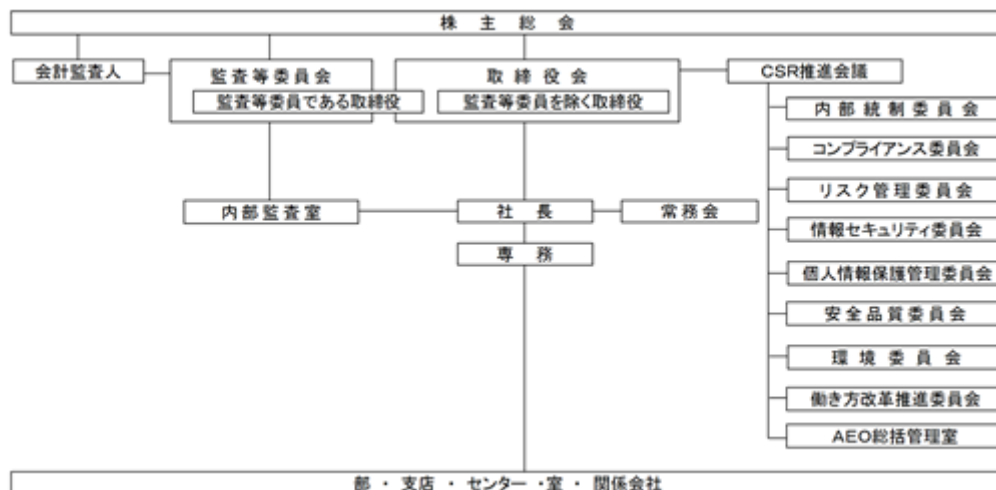 株主総会
会計監査人
監査等委員会
監査等委員である取締役
取締役会
監査等委員を除く取締役
CSR推進会議
内部統制委員会
コンプライアンス委員会
リスク管理委員会
内部監査室
社長
常務会
情報セキュリティ委員会
専務
個人情報保護管理委員会
安全品質委員会
環境委員会
働き方改革推進委員会
AEO総括管理室
部・支店・センター・室・関係会社